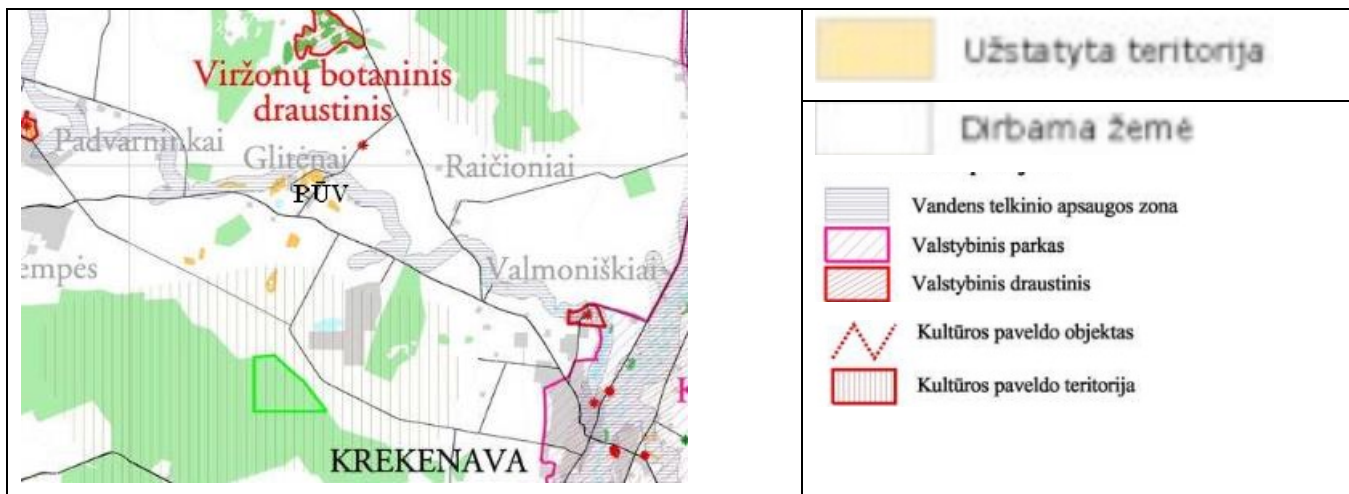 Viržonų botaninis
draustinis
Padvarninkai
Glitėnai
Raičioniai
PŪV
empės
Valmoniškiai
K
KREKENAVA
Užstatyta teritorija
Dirbama žemė
Vandens telkinio apsaugos zona
Valstybinis parkas
Valstybinis draustinis
Kultūros paveldo objektas
Kultūros paveldo teritorija